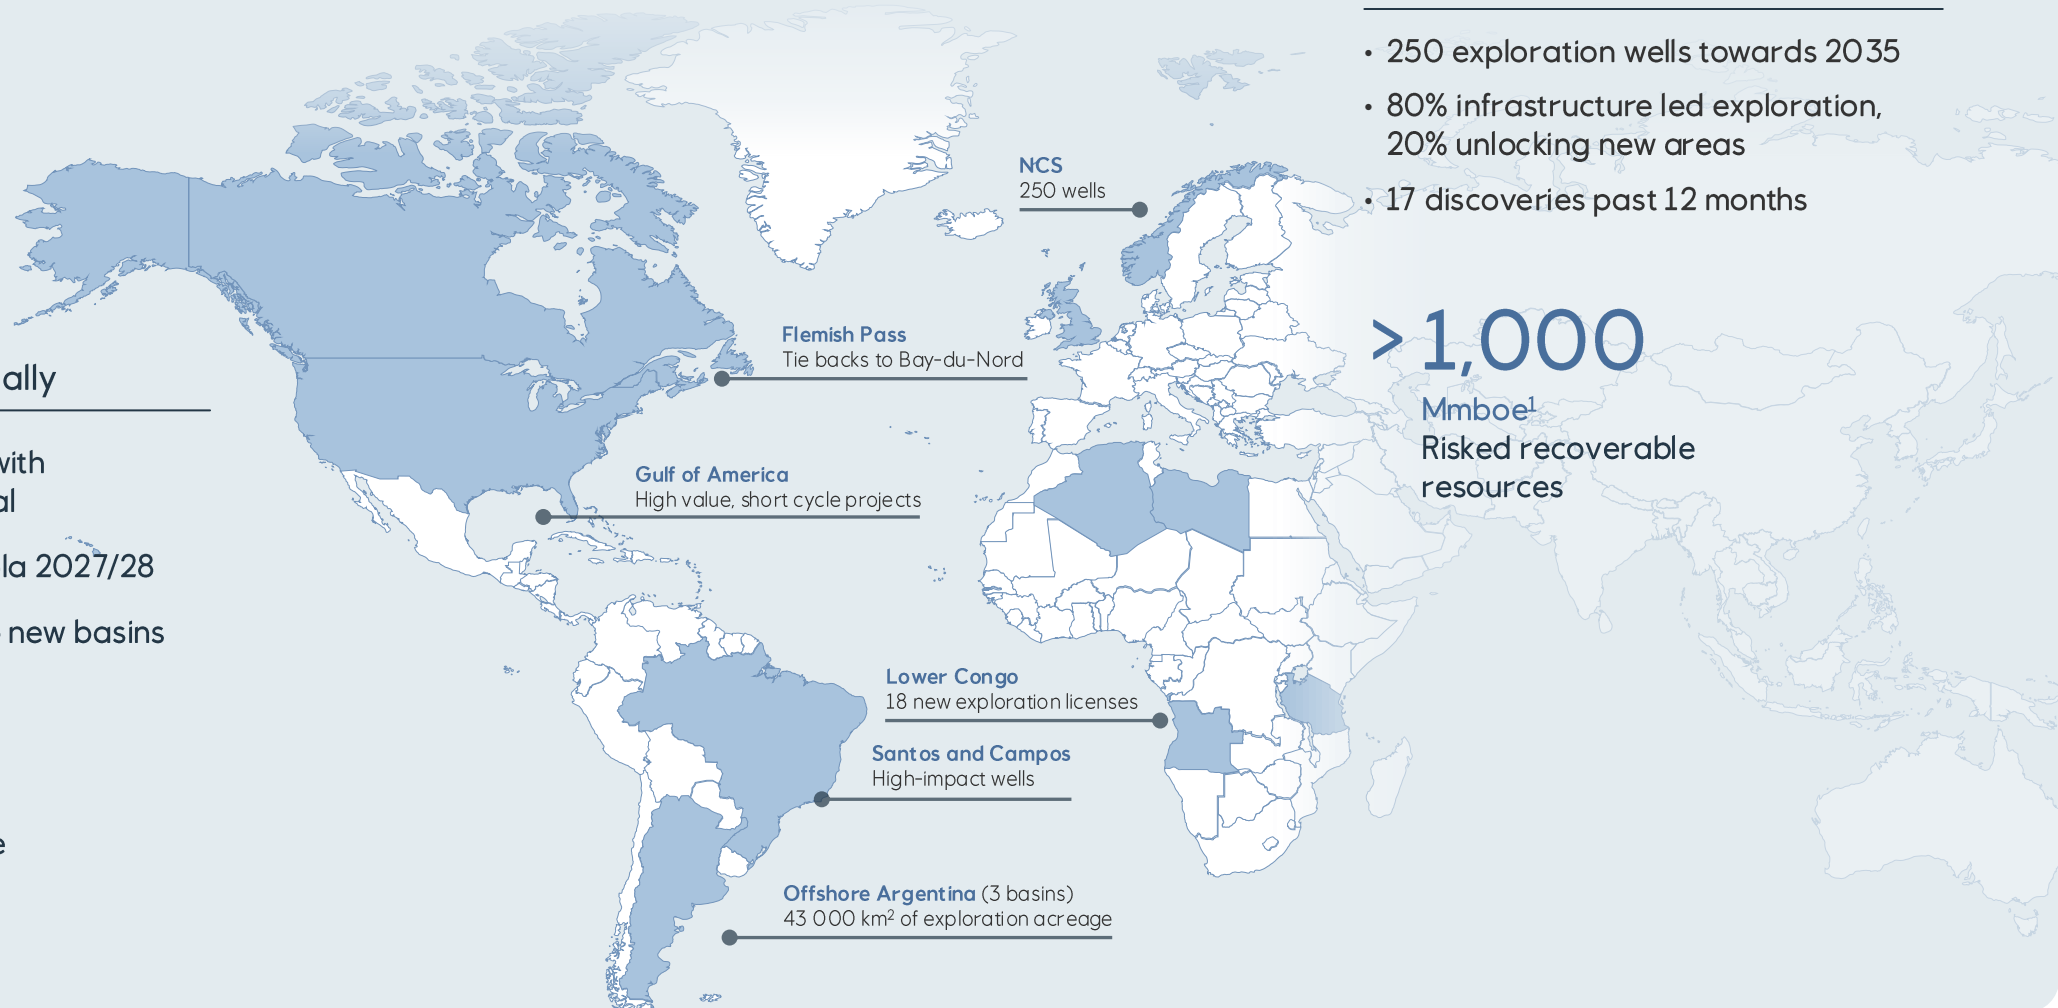 ally
with
al
la 2027/28
new basins
e
NCS
250 wells
Flemish Pass
Tie backs to Bay-du-Nord
Gulf of America
High value, short cycle projects
Lower Congo
18 new exploration licenses
Santos and Campos
High-impact wells
Offshore Argentina (3 basins)
43 000 km² of exploration acreage
• 250 exploration wells towards 2035
• 80% infrastructure led exploration,
20% unlocking new areas
• 17 discoveries past 12 months
>1,000
Mmboe¹
Risked recoverable
resources